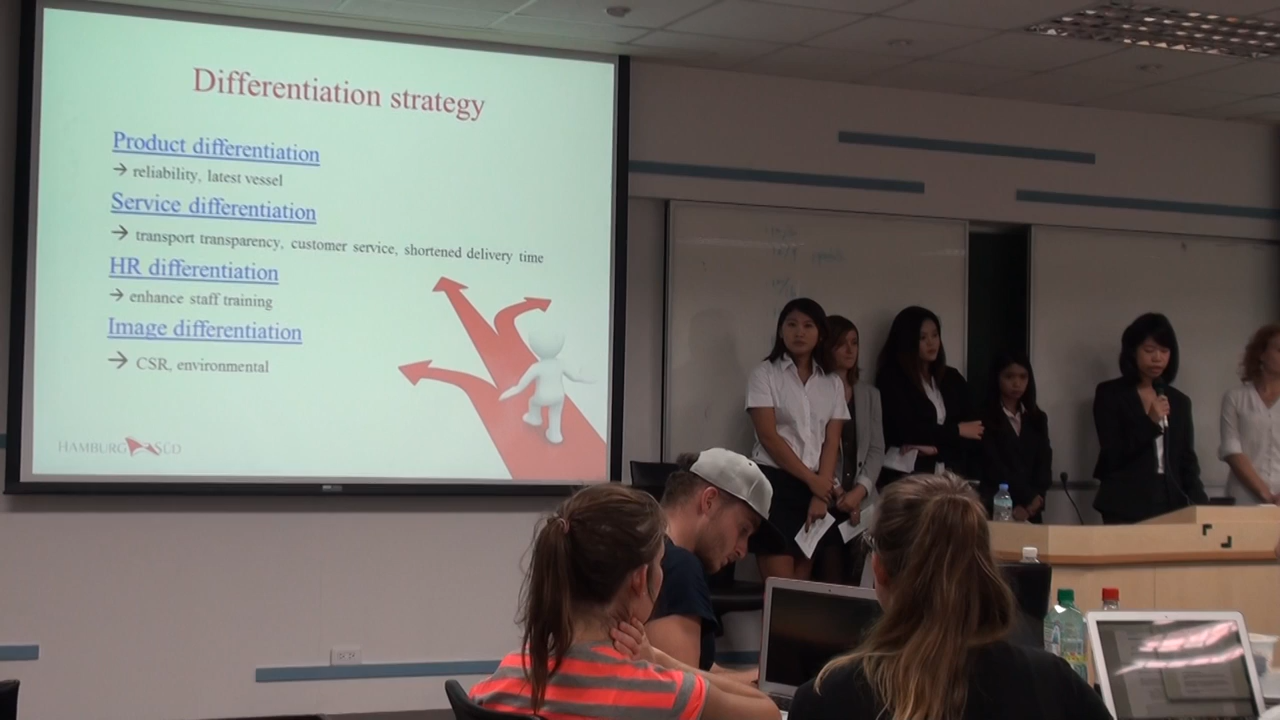 Differentiation strategy
Product differentiation
→ reliability, latest vessel
Service differentiation
→ transport transparency, customer service, shortened delivery time
HR differentiation
→ enhance staff training
Image differentiation
→ CSR, environmental
HAMBURG SÜD